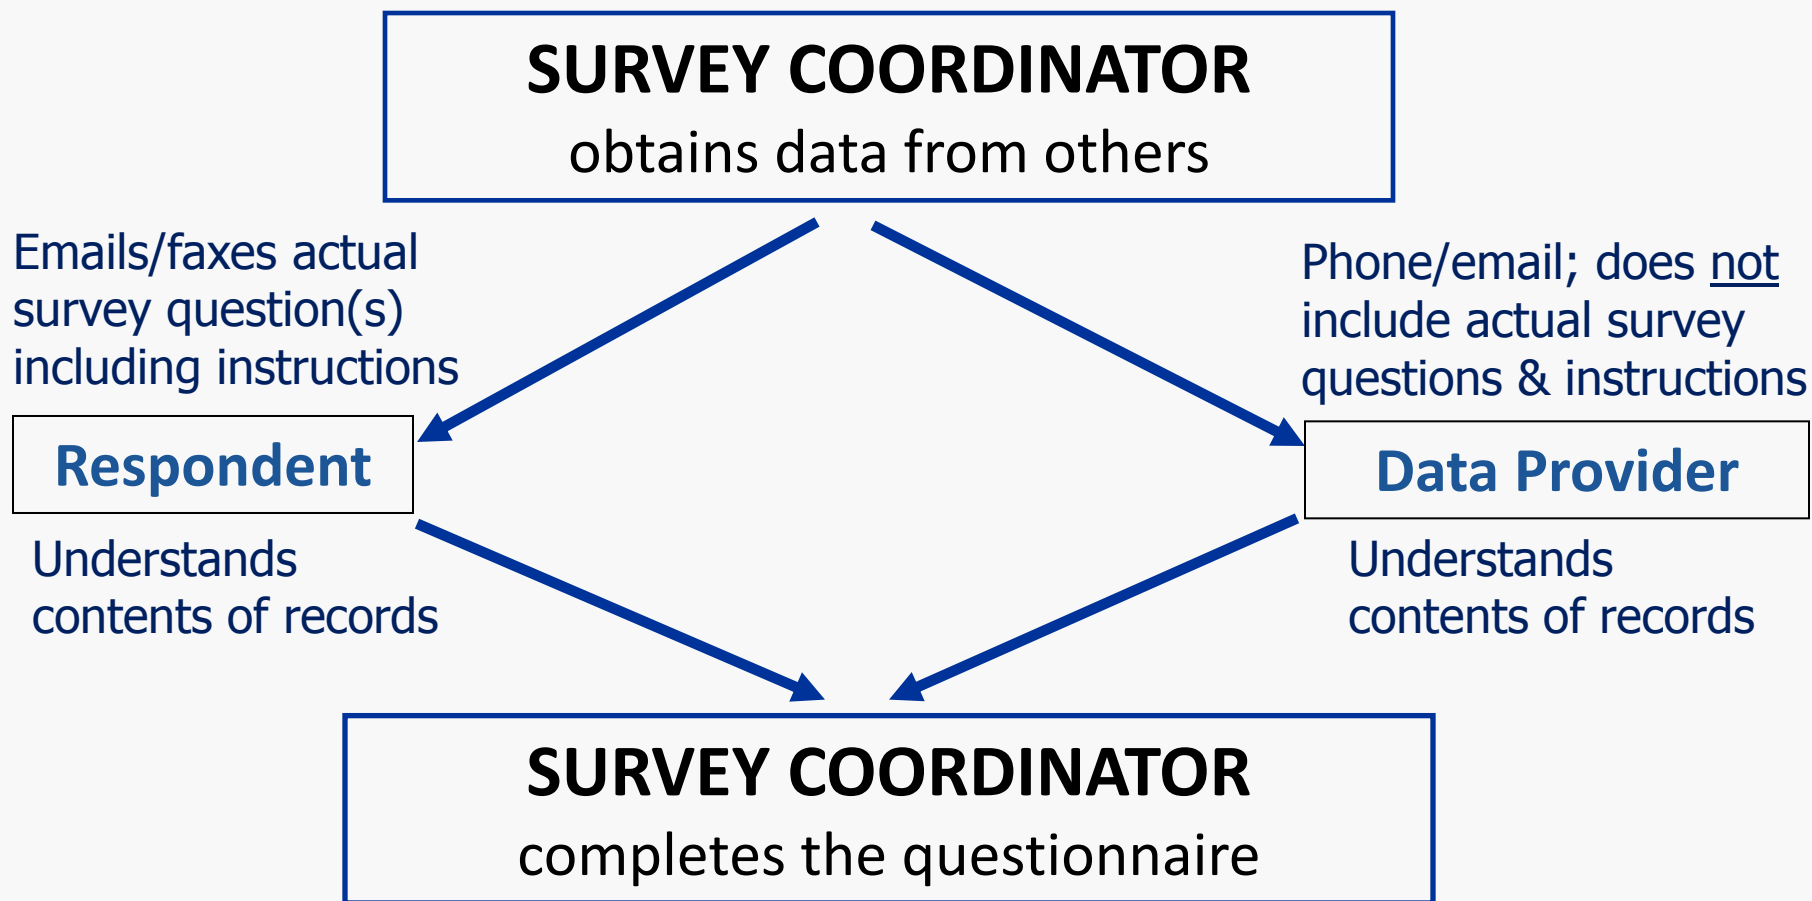 SURVEY COORDINATOR
obtains data from others
Emails/faxes actual
survey question(s)
including instructions
Phone/email; does not
include actual survey
questions & instructions
Respondent
Data Provider
Understands
contents of records
Understands
contents of records
SURVEY COORDINATOR
completes the questionnaire